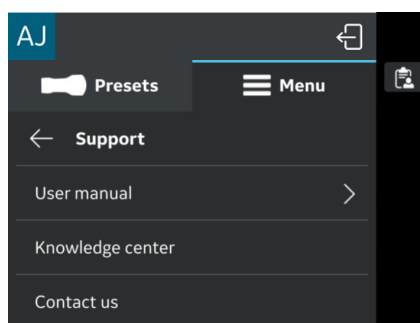 AJ
Presets
Menu
Support
User manual
Knowledge center
Contact us